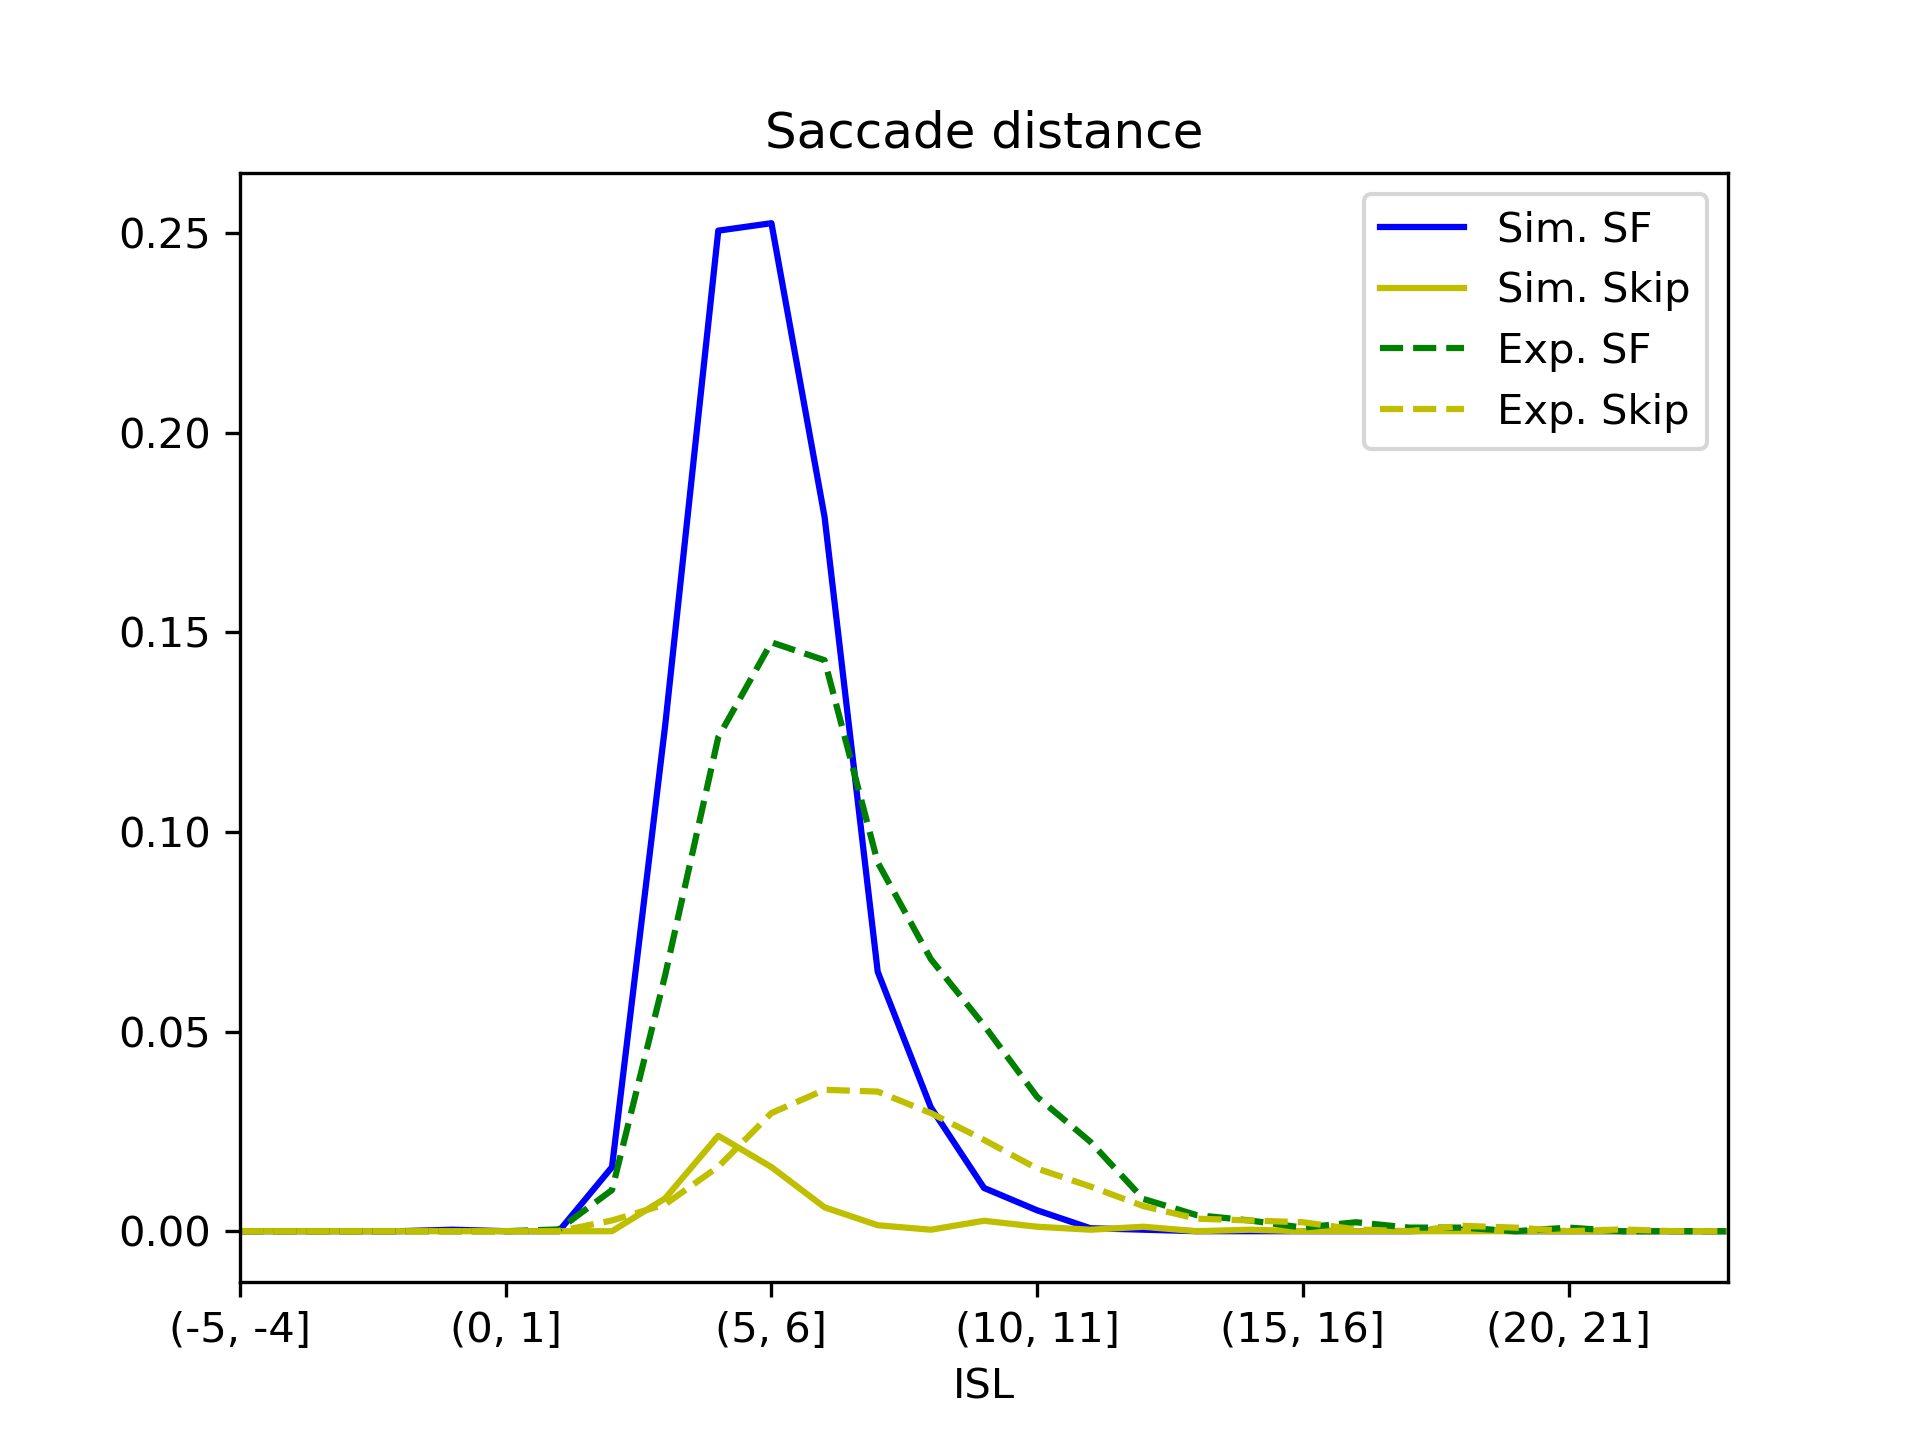 Saccade distance
0.25
0.20
0.15
0.10
0.05
0.00
Sim. SF
Sim. Skip
Exp. SF
Exp. Skip
(-5, -4] (0, 1] (5, 6] (10, 11] (15, 16] (20, 21]
ISL